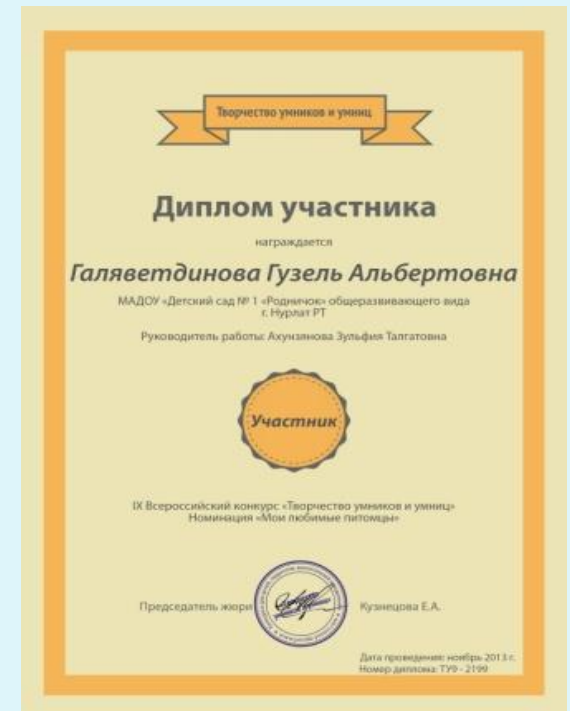 Творчество умников и умниц
Диплом участника
награждается
Галяветдинова Гузель Альбертовна
МАДОУ «Детский сад № 1 «Родничок» общеразвивающего вида
г. Нурлат РТ
Руководитель работы: Ахунзянова Зульфия Талгатовна
Участник
IX Всероссийский конкурс «Творчество умников и умниц»
Номинация «Мои любимые питомцы»
Председатель жюри Кузнецова Е.А.
Дата проведения: ноябрь 2013 г.
Номер диплома: ТУ9 - 2199